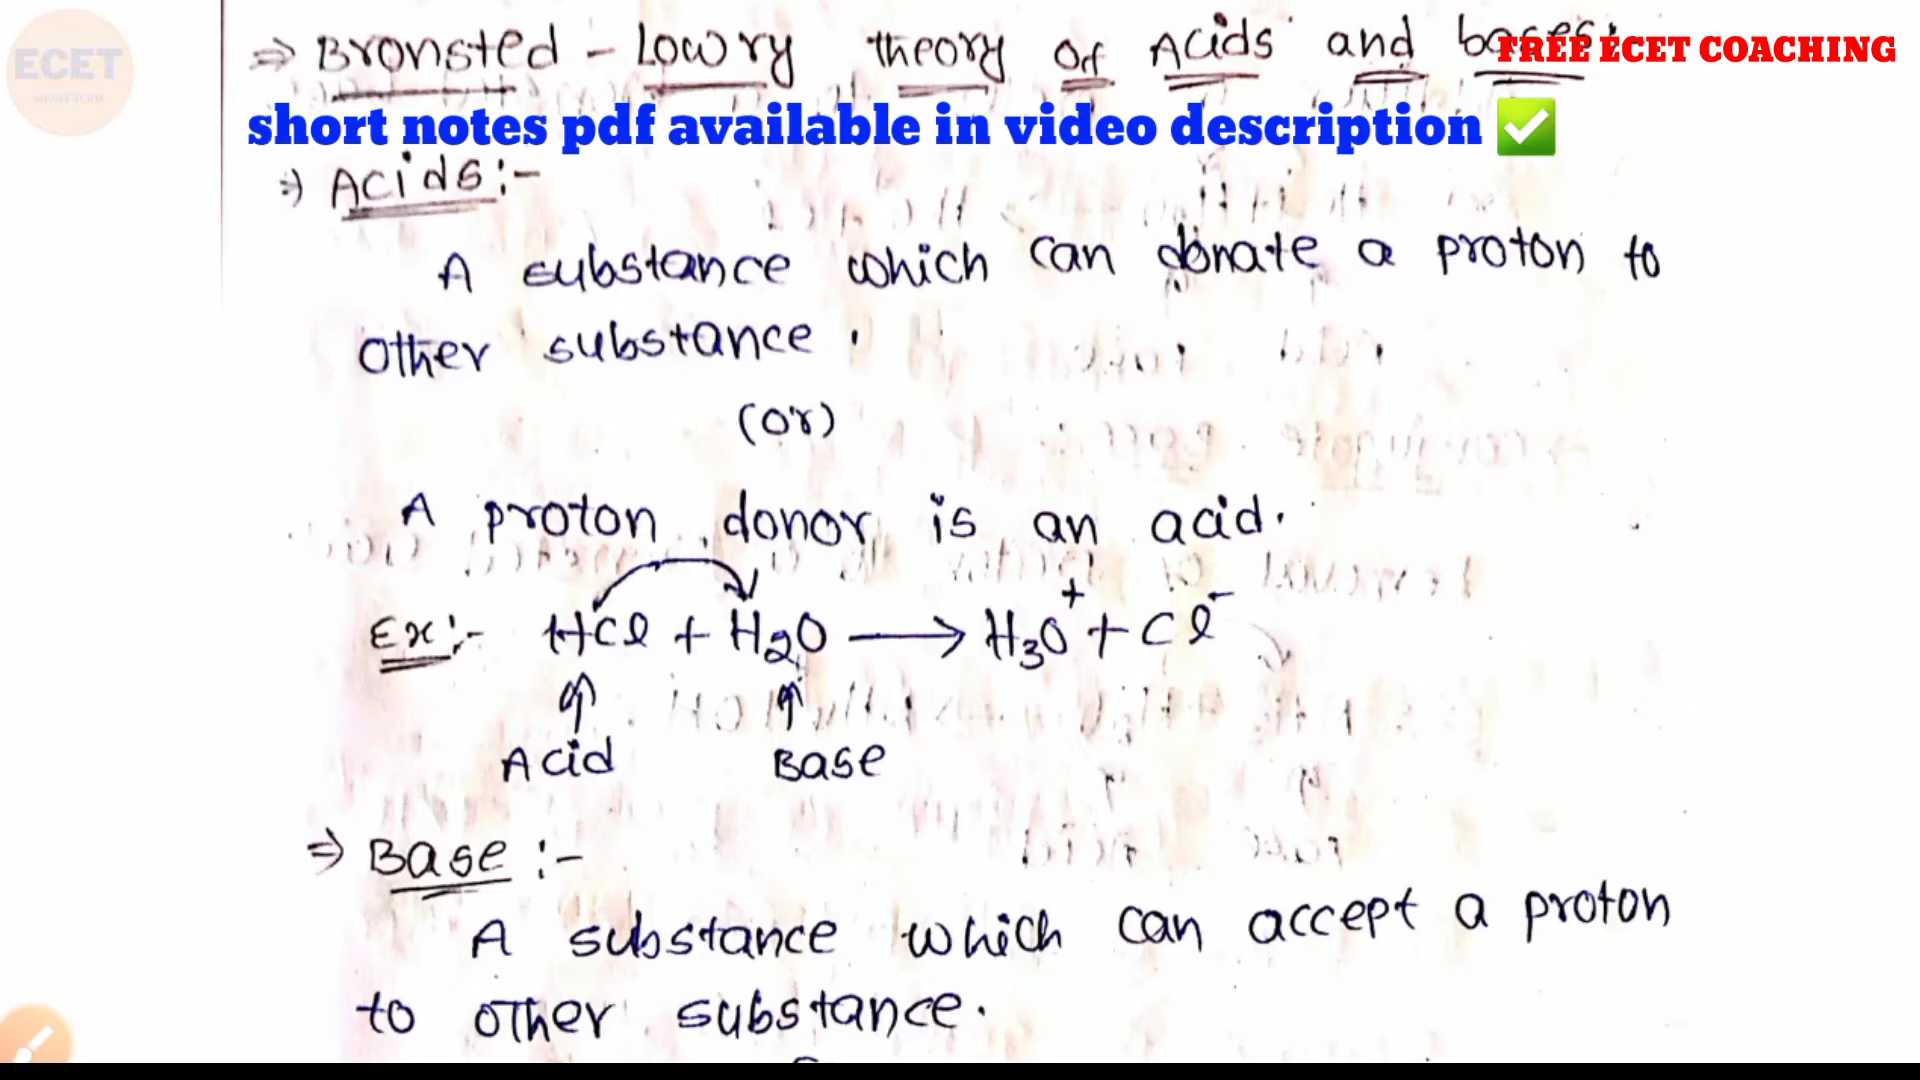 ECET
⇒ Bronsted - Lowry theory of Acids and bases:
FREE ECET COACHING
short notes pdf available in video description ✅
⇒ Acids:-
A substance which can donate a proton to
other substance.
(or)
A proton donor is an acid.
Ex:- HCl + H₂O ⟶ H₃O⁺ + Cl⁻
Acid Base
⇒ Base :-
A substance which can accept a proton
to other substance.